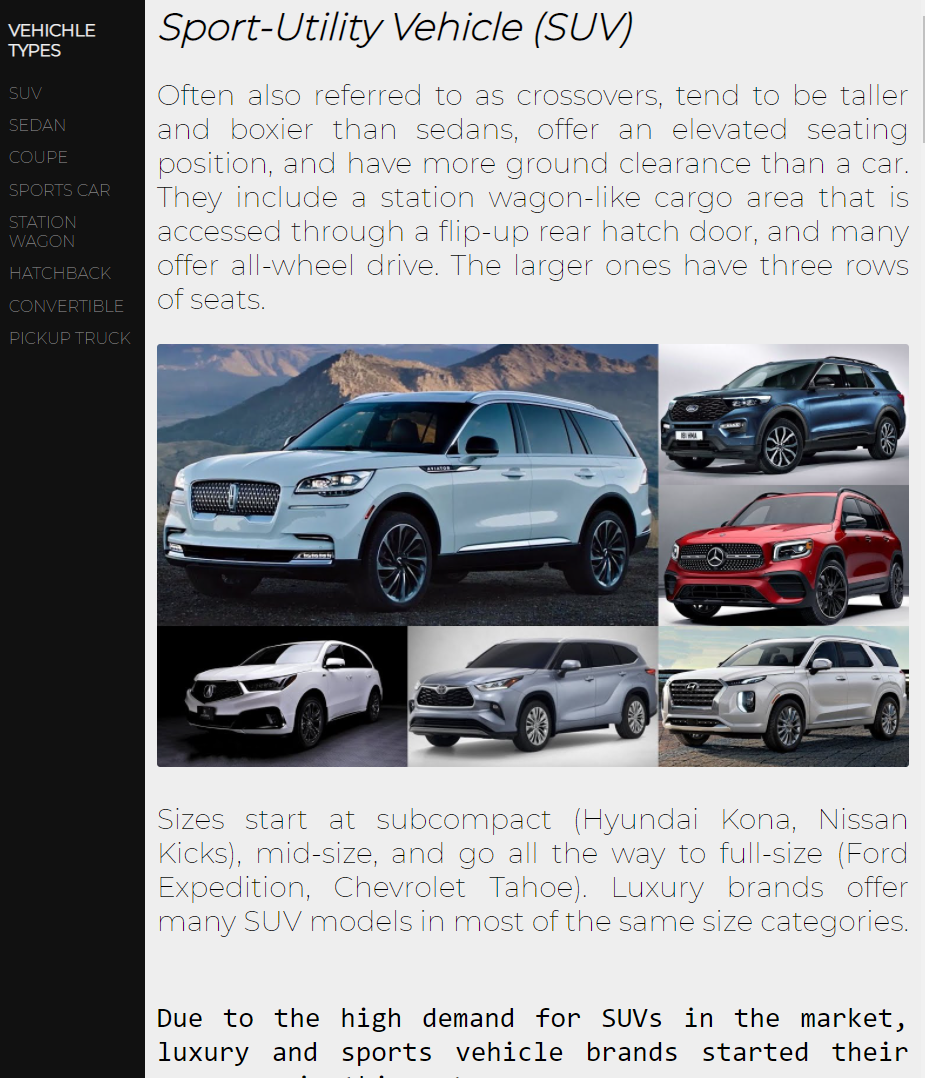 VEHICHLE
TYPES
SUV
SEDAN
COUPE
SPORTS CAR
STATION
WAGON
HATCHBACK
CONVERTIBLE
PICKUP TRUCK
Sport-Utility Vehicle (SUV)
Often also referred to as crossovers, tend to be taller
and boxier than sedans, offer an elevated seating
position, and have more ground clearance than a car.
They include a station wagon-like cargo area that is
accessed through a flip-up rear hatch door, and many
offer all-wheel drive. The larger ones have three rows
of seats.
AVIATOR
Sizes start at subcompact (Hyundai Kona, Nissan
Kicks), mid-size, and go all the way to full-size (Ford
Expedition, Chevrolet Tahoe). Luxury brands offer
many SUV models in most of the same size categories.
Due to the high demand for SUVs in the market,
luxury and sports vehicle brands started their